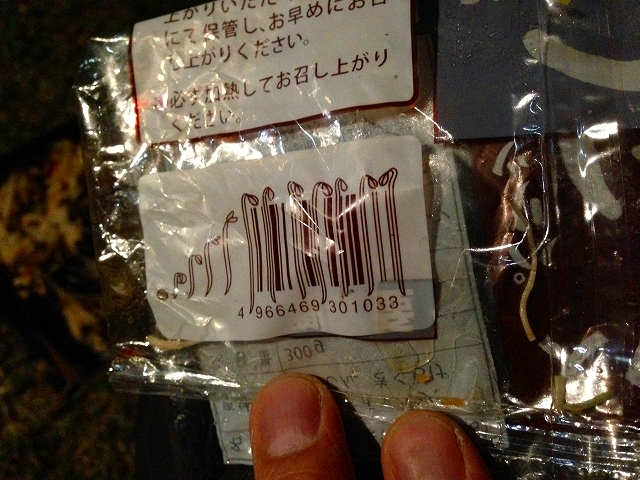 上がりいただ
にて保管し、お早めにお召
し上がりください。
※必ず加熱してお召し上がり
ください。
4 966469 301033
300g